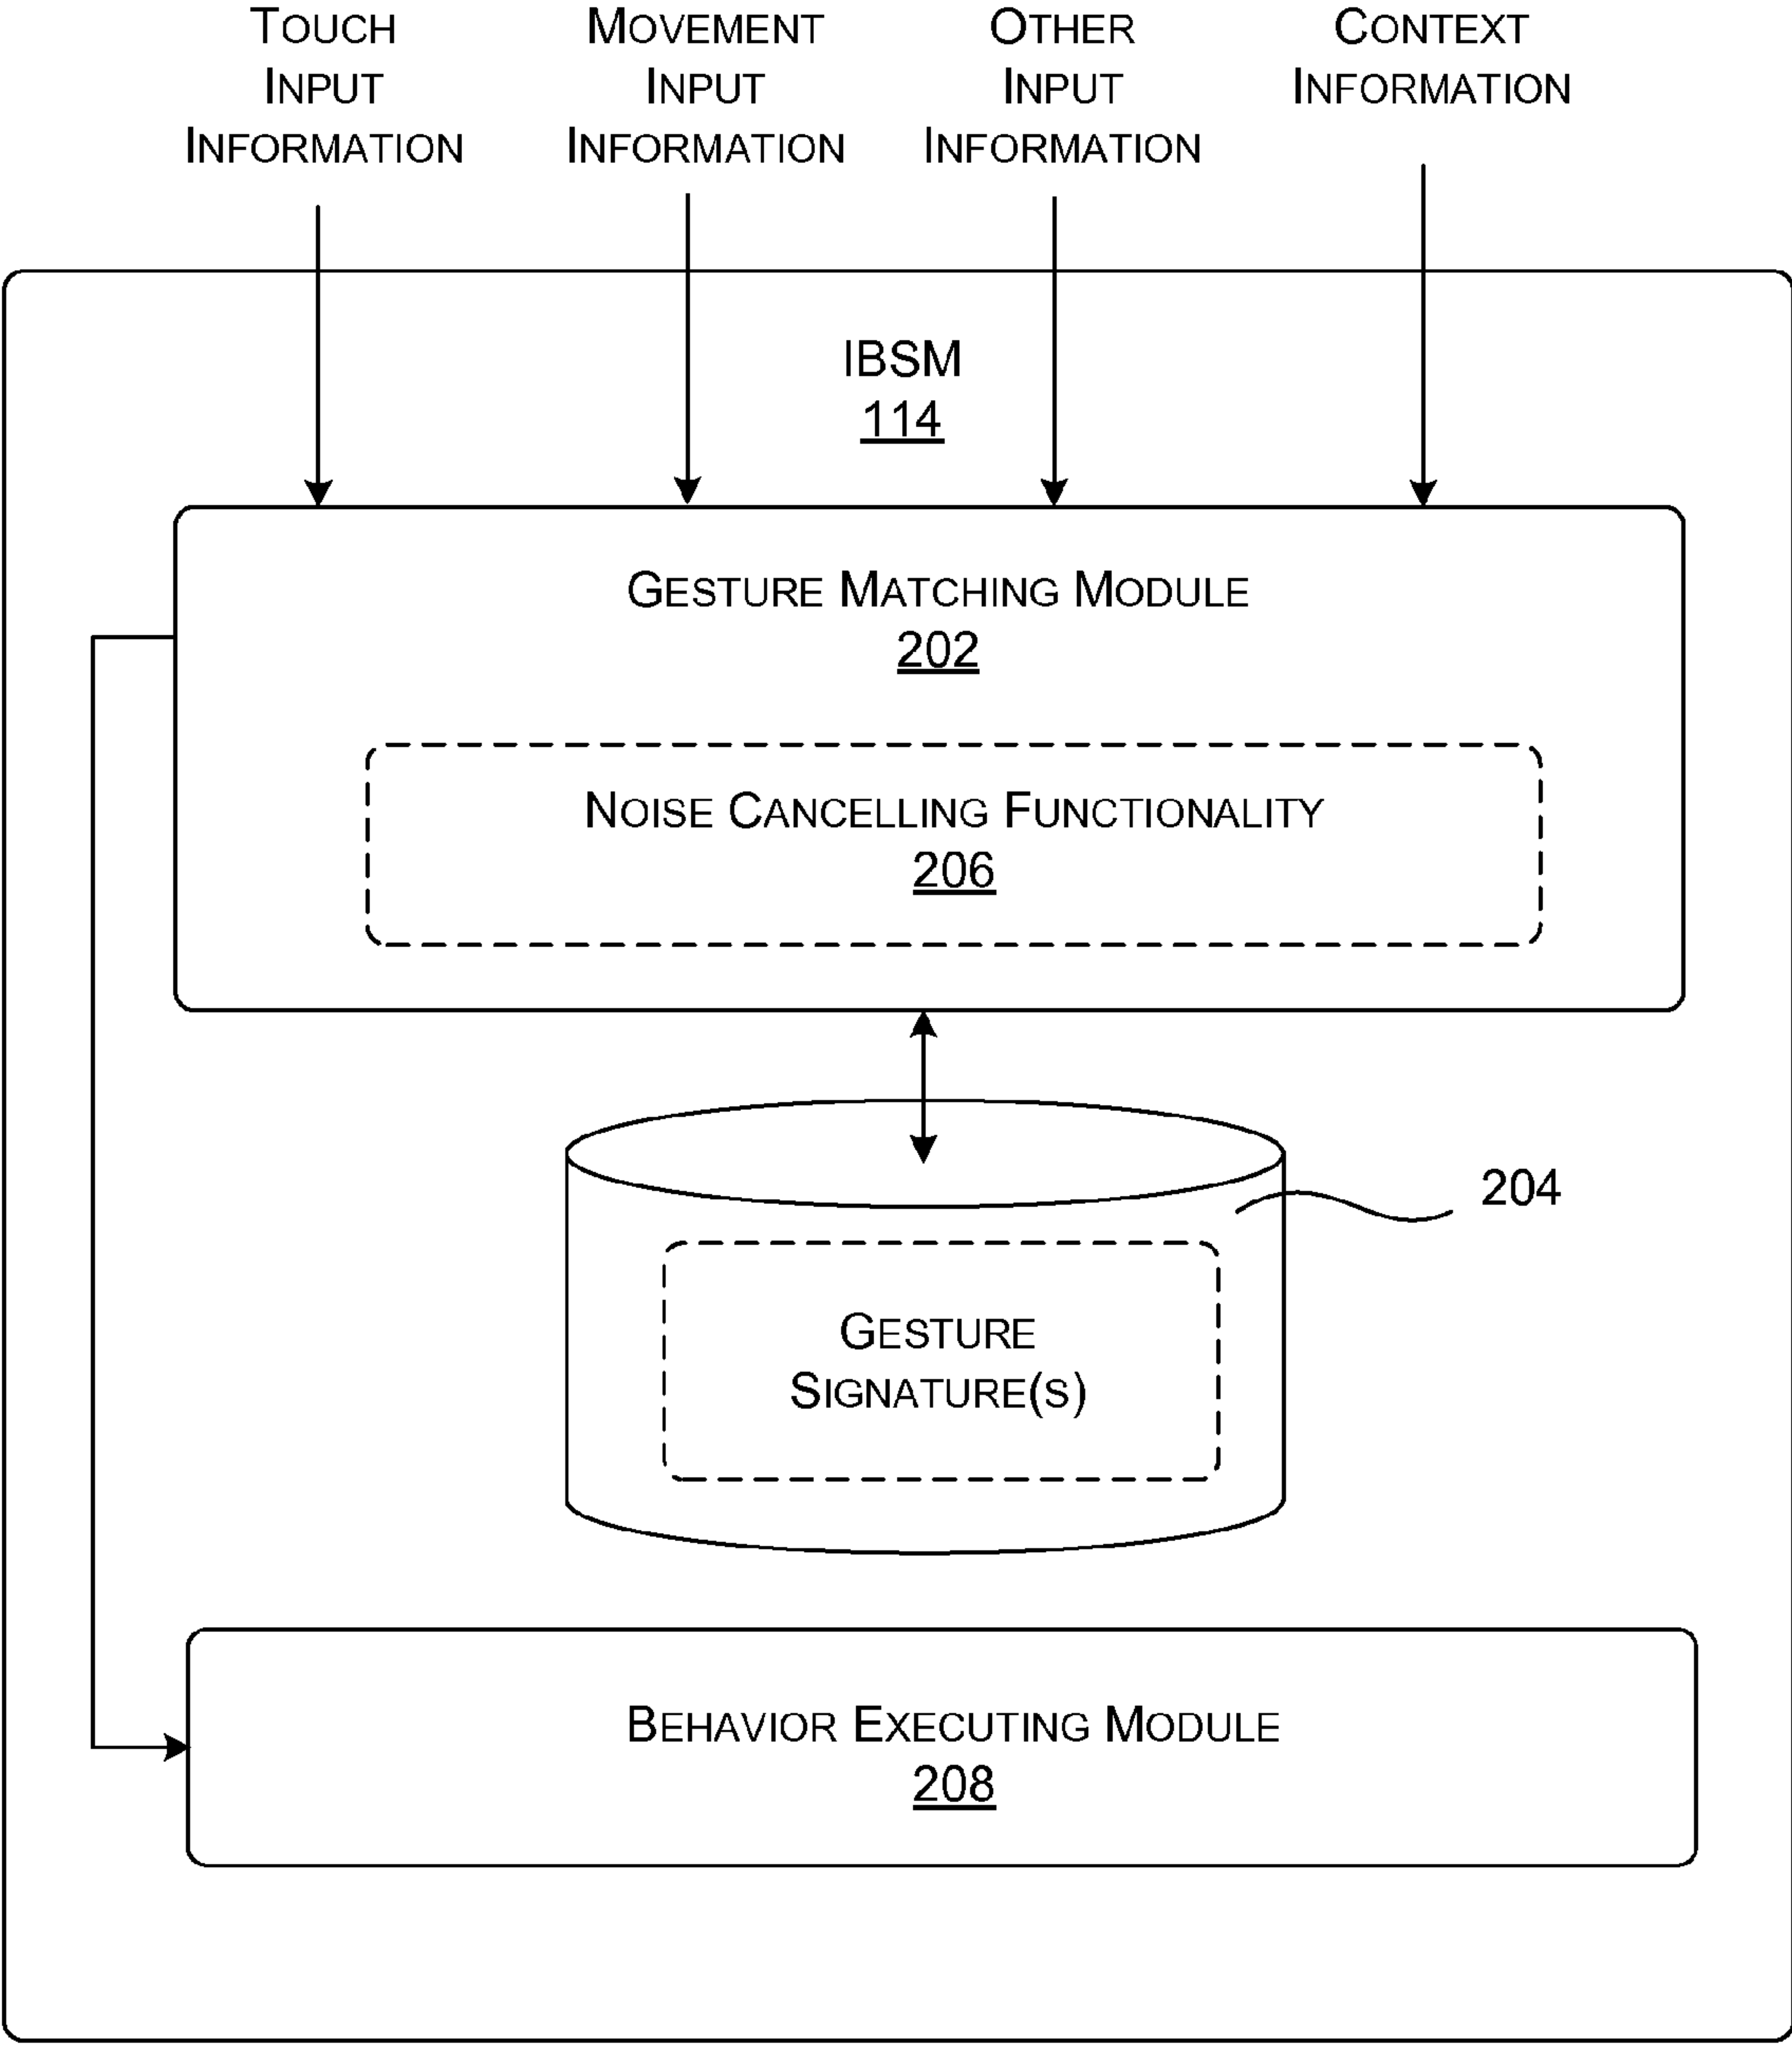 TOUCH
INPUT
INFORMATION
MOVEMENT
INPUT
INFORMATION
OTHER
INPUT
INFORMATION
CONTEXT
INFORMATION
IBSM
114
GESTURE MATCHING MODULE
202
NOISE CANCELLING FUNCTIONALITY
206
204
GESTURE
SIGNATURE(S)
BEHAVIOR EXECUTING MODULE
208